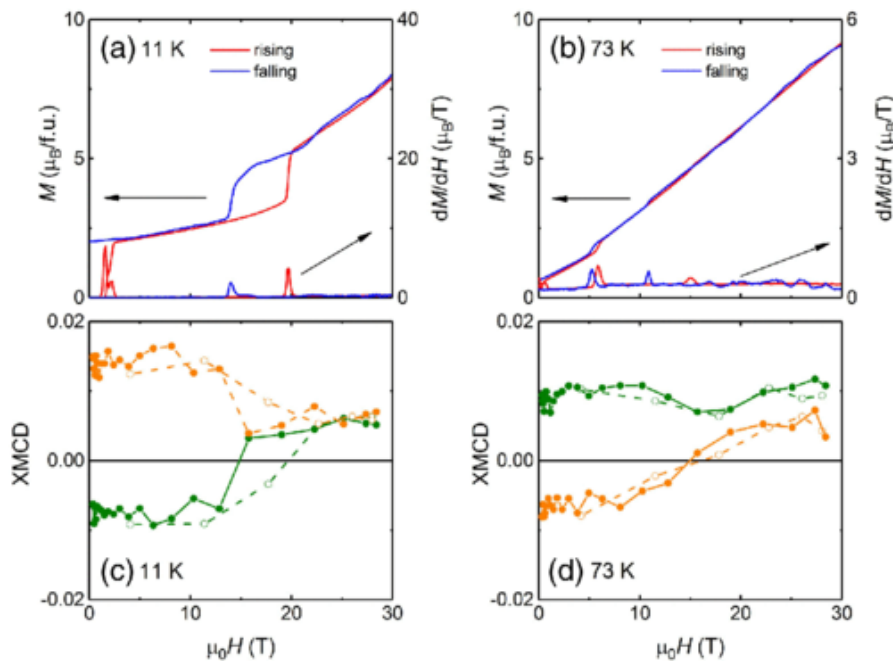 10
40
(a) 11 K
rising
falling
M (μB/f.u.)
5
20
dM/dH (μB/T)
0
0
10
6
(b) 73 K
rising
falling
M (μB/f.u.)
5
3
dM/dH (μB/T)
0
0
0.02
XMCD
0.00
-0.02
(c) 11 K
0 10 20 30
μ0H (T)
0.02
XMCD
0.00
-0.02
(d) 73 K
0 10 20 30
μ0H (T)